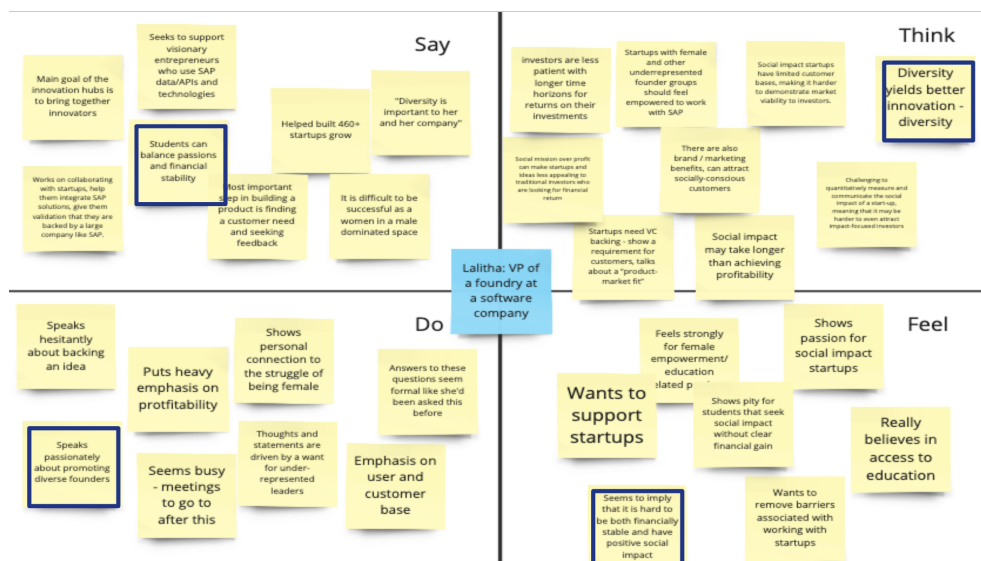 Say
Main goal of the
innovation hubs is
to bring together
innovators
Seeks to support
visionary
entrepreneurs
who use SAP
data/APIs and
technologies
Helped built 460+
startups grow
"Diversity is
important to her
and her company"
Works on collaborating
with startups, help
them integrate SAP
solutions, give them
validation that they are
backed by a large
company like SAP.
Students can
balance passions
and financial
stability
Most important
step in building a
product is finding
a customer need
and seeking
feedback
It is difficult to be
successful as a
women in a male
dominated space
Think
investors are less
patient with
longer time
horizons for
returns on their
investments
Startups with female
and other
underrepresented
founder groups
should feel
empowered to work
with SAP
Social impact startups
have limited customer
bases, making it harder
to demonstrate market
viability to investors.
Diversity
yields better
innovation -
diversity
Social mission over profit
can make startups and
ideas less appealing to
traditional investors who
are looking for financial
return
There are also
brand / marketing
benefits, can attract
socially-conscious
customers
Challenging to
quantitatively measure and
communicate the social
impact of a start-up,
meaning that it may be
harder to even attract
impact-focused investors
Startups need VC
backing - show a
requirement for
customers, talks
about a "product-
market fit"
Social impact
may take longer
than achieving
profitability
Lalitha: VP of
a foundry at
a software
company
Do
Speaks
hesitantly
about backing
an idea
Puts heavy
emphasis on
protfitability
Shows
personal
connection to
the struggle of
being female
Answers to these
questions seem
formal like she'd
been asked this
before
Speaks
passionately
about promoting
diverse founders
Seems busy
- meetings
to go to
after this
Thoughts and
statements are
driven by a want
for under-
represented
leaders
Emphasis on
user and
customer
base
Feel
Feels strongly
for female
empowerment/
education
Shows
passion for
social impact
startups
Wants to
support
startups
Shows pity for
students that seek
social impact
without clear
financial gain
Really
believes in
access to
education
Seems to imply
that it is hard to
be both financially
stable and have
positive social
impact
Wants to
remove barriers
associated with
working with
startups